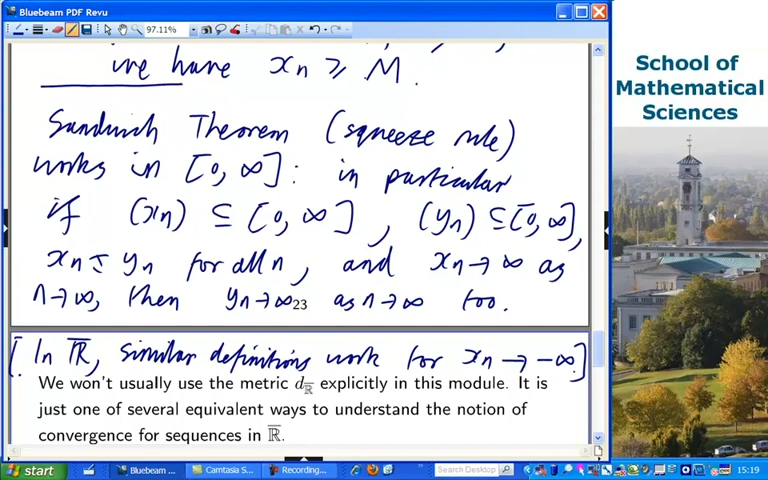 Bluebeam PDF Revu
97.11%
we have xn ⩾ M.
Sandwich Theorem (squeeze rule)
works in [0, ∞]: in particular
if (xn) ⊆ [0, ∞], (yn) ⊆ [0, ∞],
xn ≤ yn for all n, and xn → ∞ as
n → ∞, then yn → ∞ as n → ∞ too.
23
[In ℝ̅, similar definitions work for xn → -∞.]
We won't usually use the metric dℝ̅ explicitly in this module. It is
just one of several equivalent ways to understand the notion of
convergence for sequences in ℝ̅.
School of
Mathematical
Sciences
start
Bluebeam ...
Camtasia S...
Recording...
Search Desktop
15:19